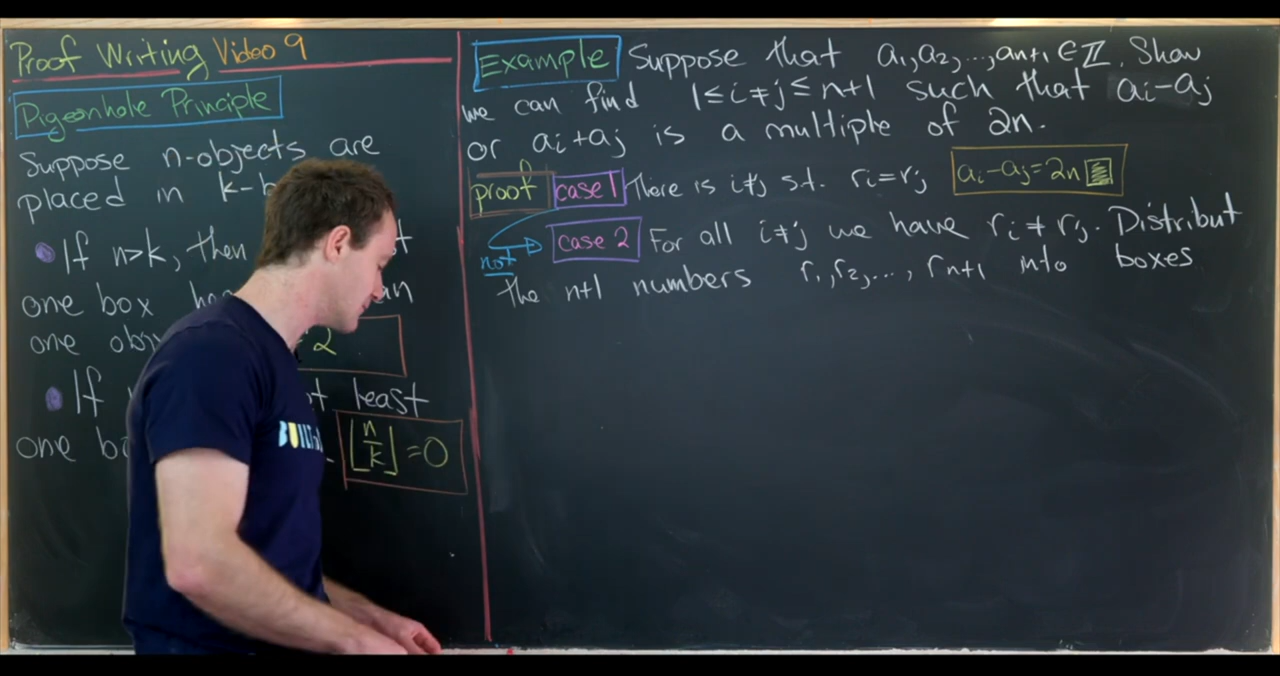 Proof Writing Video 9
Pigeonhole Principle
Suppose n-objects are
placed in k-b
If n>k, then
one box ha an
one obj 2
If t least
one bo
⌊n/k⌋=0
Example Suppose that a₁,a₂,...,aₙ₊₁∈ℤ. Show
we can find 1≤i≠j≤n+1 such that aᵢ-aⱼ
or aᵢ+aⱼ is a multiple of 2n.
proof case 1 There is i≠j s.t. rᵢ=rⱼ aᵢ-aⱼ=2n
not case 2 For all i≠j we have rᵢ≠rⱼ. Distribut
the n+1 numbers r₁,r₂,...,rₙ₊₁ into boxes